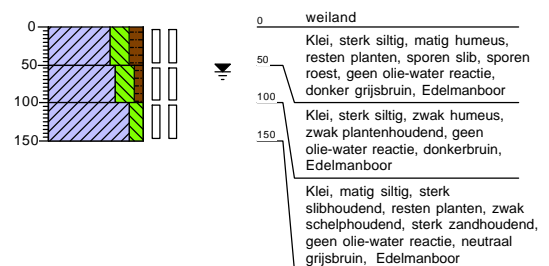 0
50
100
150
0
weiland
Klei, sterk siltig, matig humeus,
resten planten, sporen slib, sporen
roest, geen olie-water reactie,
donker grijsbruin, Edelmanboor
50
Klei, sterk siltig, zwak humeus,
zwak plantenhoudend, geen
olie-water reactie, donkerbruin,
Edelmanboor
100
Klei, matig siltig, sterk
slibhoudend, resten planten, zwak
schelphoudend, sterk zandhoudend,
geen olie-water reactie, neutraal
grijsbruin, Edelmanboor
150